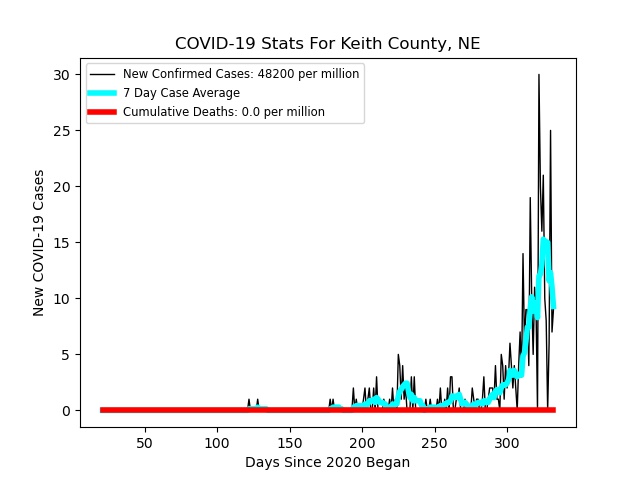 COVID-19 Stats For Keith County, NE
New Confirmed Cases: 48200 per million
7 Day Case Average
Cumulative Deaths: 0.0 per million
New COVID-19 Cases
30
25
20
15
10
5
0
50 100 150 200 250 300
Days Since 2020 Began